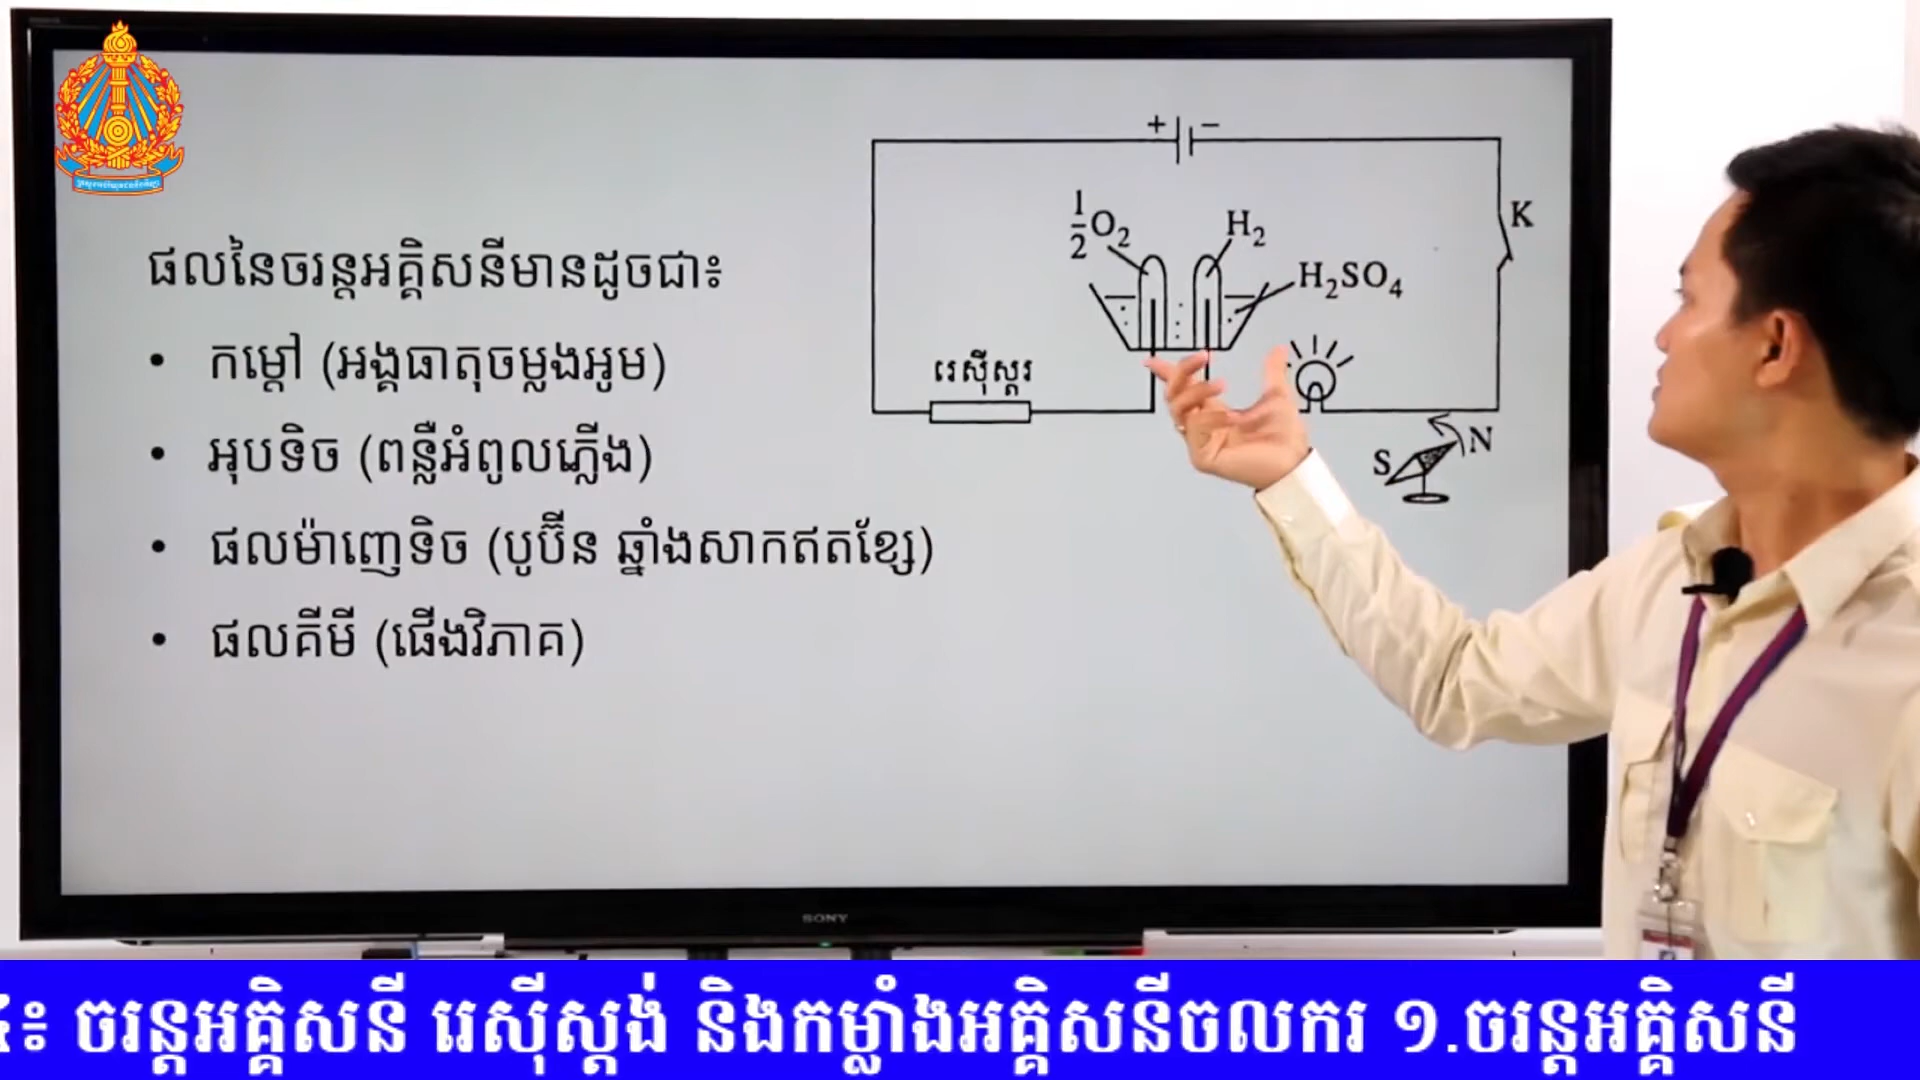 ផលនៃចរន្តអគ្គិសនីមានដូចជា៖
• កម្ដៅ (អង្គធាតុចម្លងអូម)
• អុបទិច (ពន្លឺអំពូលភ្លើង)
• ផលម៉ាញេទិច (បូប៊ីន ឆ្នាំងសាកឥតខ្សែ)
• ផលគីមី (ផើងវិភាគ)
+ −
K
1/2 O₂
H₂
H₂SO₄
រេស៊ីស្តរ
S N
SONY
៖ ចរន្តអគ្គិសនី រេស៊ីស្តង់ និងកម្លាំងអគ្គិសនីចលករ ១.ចរន្តអគ្គិសនី